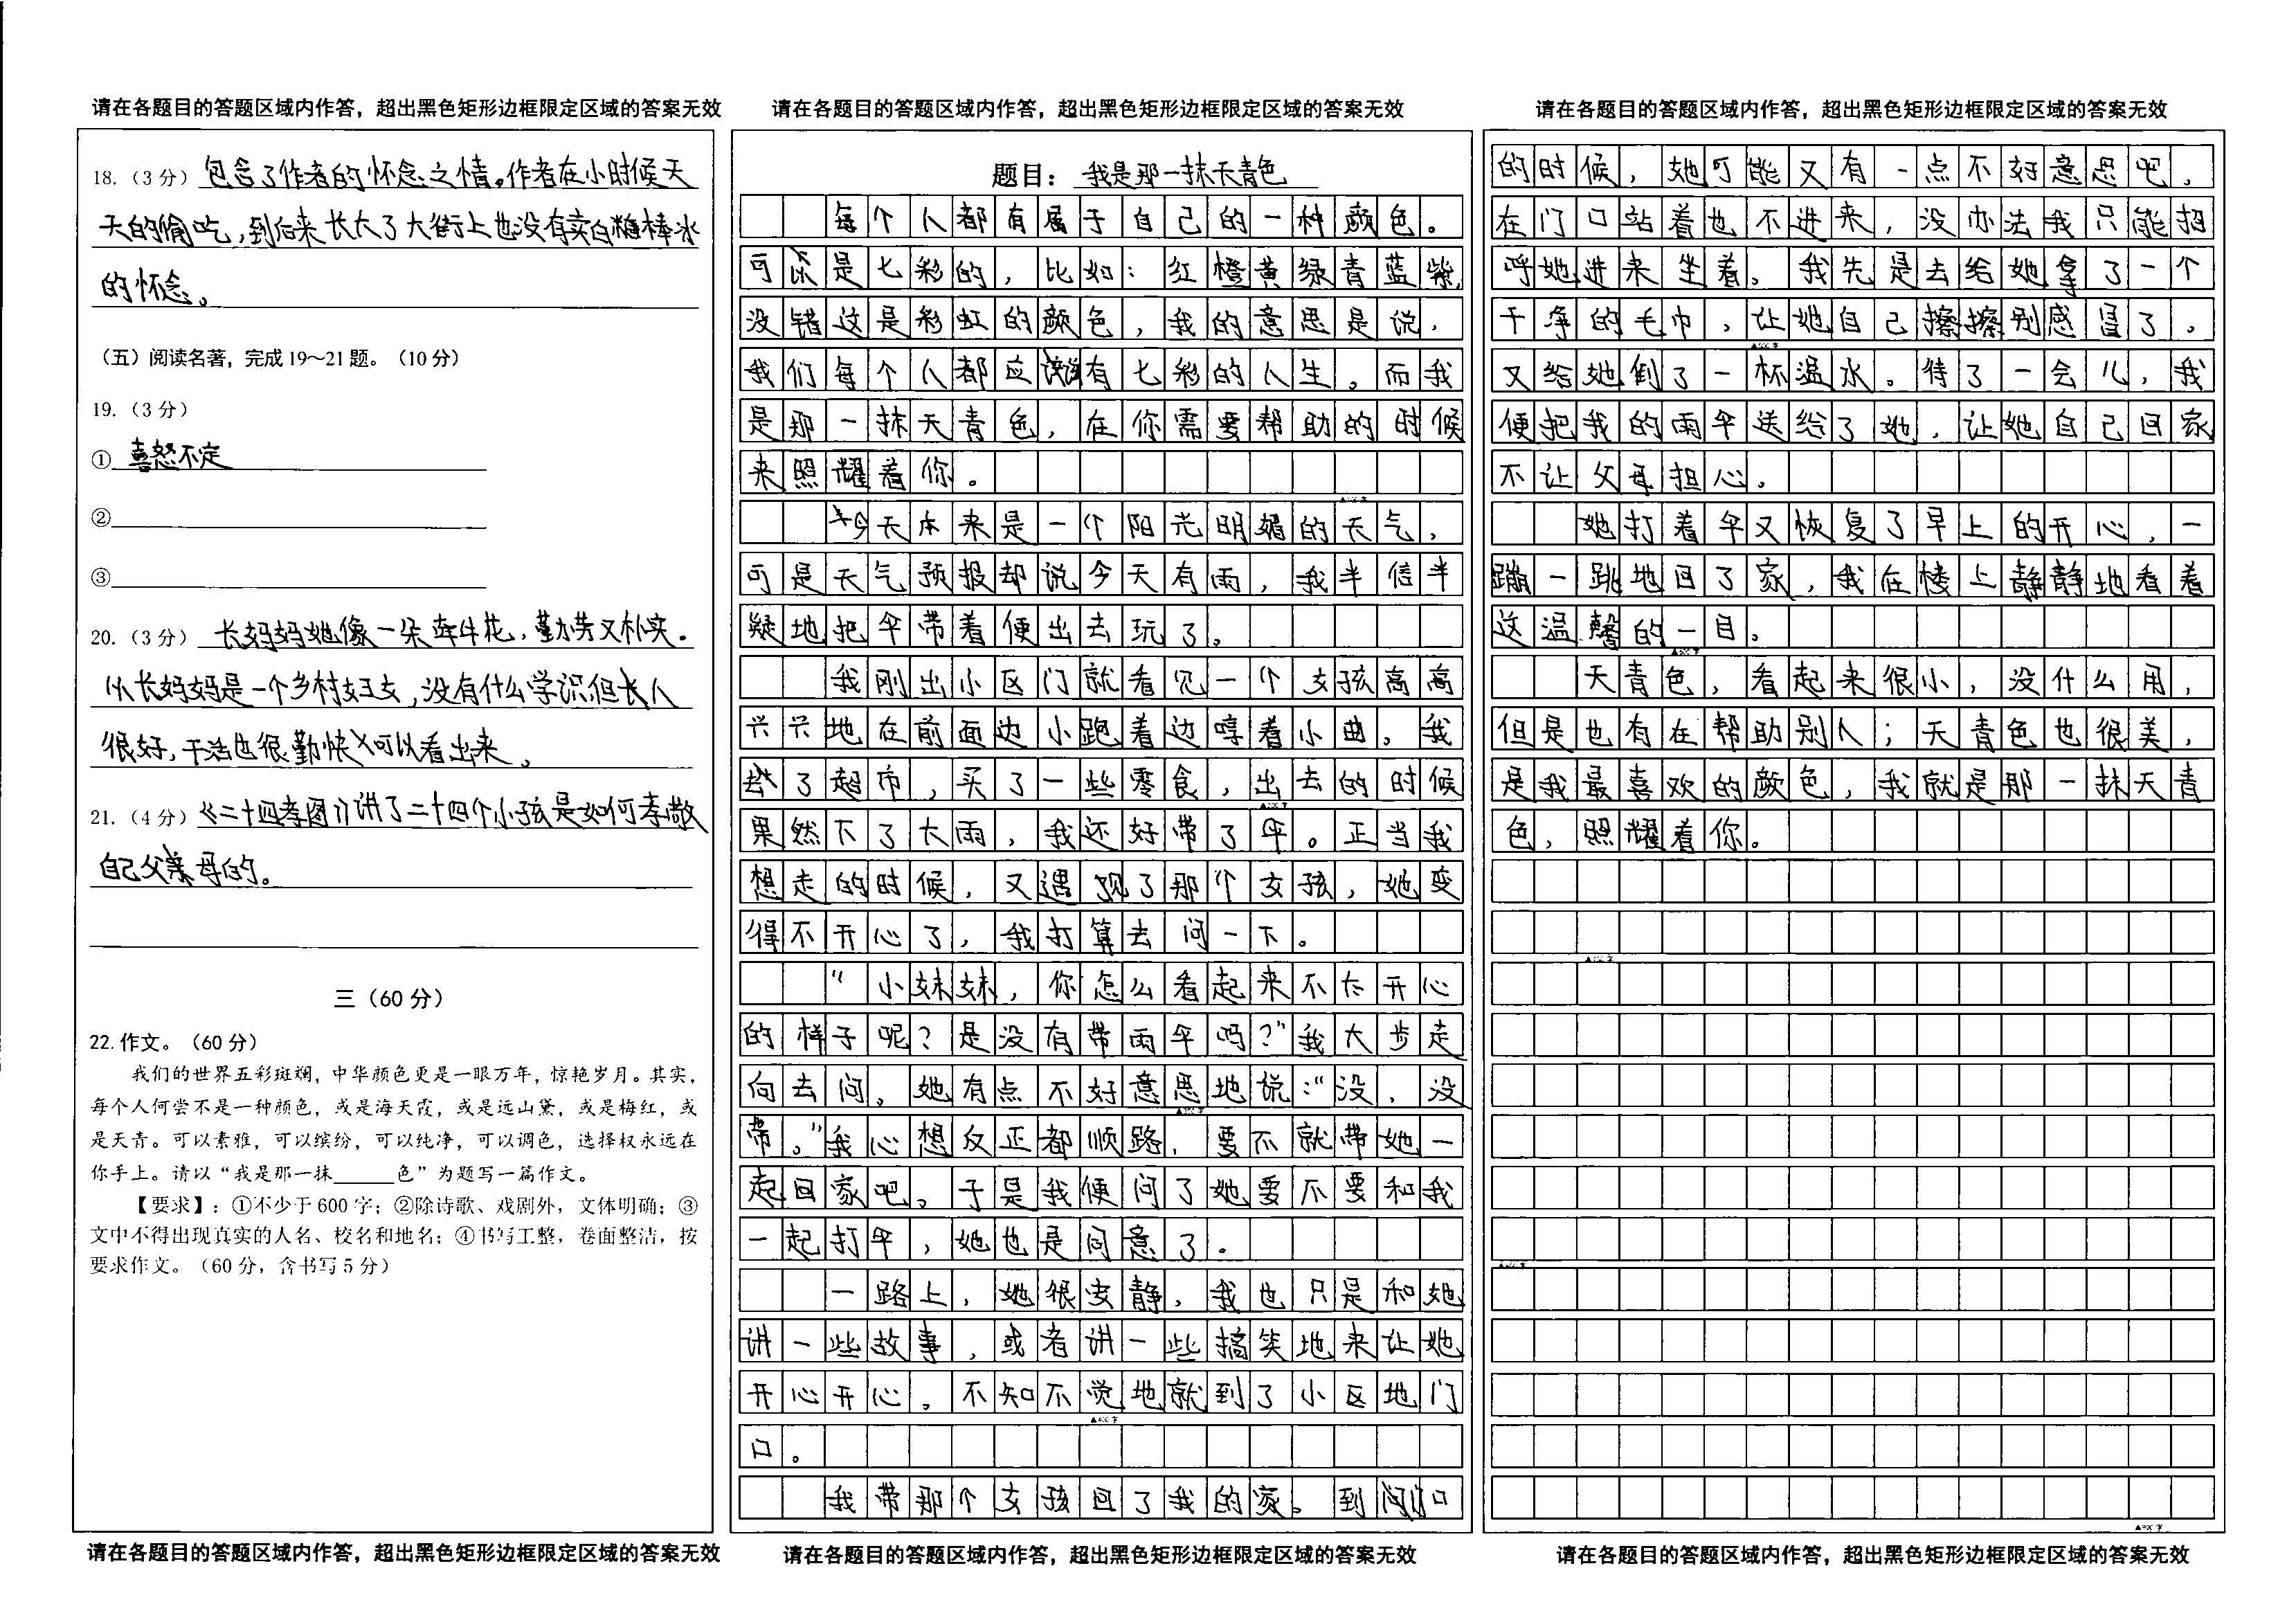 请在各题目的答题区域内作答，超出黑色矩形边框限定区域的答案无效
18.（3分）包含了作者的怀念之情。作者在小时候天
天的偷吃，到后来长大了大街上也没有卖白糖棒冰
的怀念。
（五）阅读名著，完成19～21题。（10分）
19.（3分）
①喜怒不定
②
③
20.（3分）长妈妈她像一朵牵牛花，勤劳又朴实。
从长妈妈是一个乡村妇女，没有什么学识但长人
很好，干活也很勤快可以看出来。
21.（4分）《二十四孝图》讲了二十四个小孩是如何孝敬
自己父母的。
三（60分）
22.作文。（60分）
我们的世界五彩斑斓，中华颜色更是一眼万年，惊艳岁月。其实，
每个人何尝不是一种颜色，或是海天霞，或是远山黛，或是梅红，或
是天青。可以素雅，可以缤纷，可以纯净，可以调色，选择权永远在
你手上。请以“我是那一抹______色”为题写一篇作文。
【要求】：①不少于600字；②除诗歌、戏剧外，文体明确；③
文中不得出现真实的人名、校名和地名；④书写工整，卷面整洁，按
要求作文。（60分，含书写5分）
请在各题目的答题区域内作答，超出黑色矩形边框限定区域的答案无效
请在各题目的答题区域内作答，超出黑色矩形边框限定区域的答案无效
题目：我是那一抹天青色
每个人都有属于自己的一种颜色。
可是七彩的，比如：红橙黄绿青蓝紫，
没错这是彩虹的颜色，我的意思是说，
我们每个人都应有七彩的人生。而我
是那一抹天青色，在你需要帮助的时候
来照耀着你。
今天本来是一个阳光明媚的天气，
可是天气预报却说今天有雨，我半信半
疑地把伞带着便出去玩了。
我刚出小区门就看见一个女孩高高
兴兴地在前面边小跑着边哼着小曲，我
去了超市，买了一些零食，出去的时候
▲200字
果然下了大雨，我还好带了伞。正当我
想走的时候，又遇见了那个女孩，她变
得不开心了，我打算去问一下。
“小妹妹，你怎么看起来不太开心
的样子呢？是没有带雨伞吗？”我大步走
向去问。她有点不好意思地说：“没，没
带。”我心想反正都顺路，要不就带她一
起回家吧。于是我便问了她要不要和我
一起打伞，她也是同意了。
一路上，她很安静，我也只是和她
讲一些故事，或者讲一些搞笑地来让她
开心开心。不知不觉地就到了小区地门
▲400字
口。
我带那个女孩回了我的家。到门口
请在各题目的答题区域内作答，超出黑色矩形边框限定区域的答案无效
请在各题目的答题区域内作答，超出黑色矩形边框限定区域的答案无效
的时候，她可能又有一点不好意思吧，
在门口站着也不进来，没办法我只能招
呼她进来坐着。我先是去给她拿了一个
干净的毛巾，让她自己擦擦别感冒了。
又给她倒了一杯温水。待了一会儿，我
便把我的雨伞送给了她，让她自己回家
不让父母担心。
她打着伞又恢复了早上的开心，一
蹦一跳地回了家，我在楼上静静地看着
这温馨的一目。
天青色，看起来很小，没什么用，
但是也有在帮助别人；天青色也很美，
是我最喜欢的颜色，我就是那一抹天青
色，照耀着你。
▲900字
请在各题目的答题区域内作答，超出黑色矩形边框限定区域的答案无效